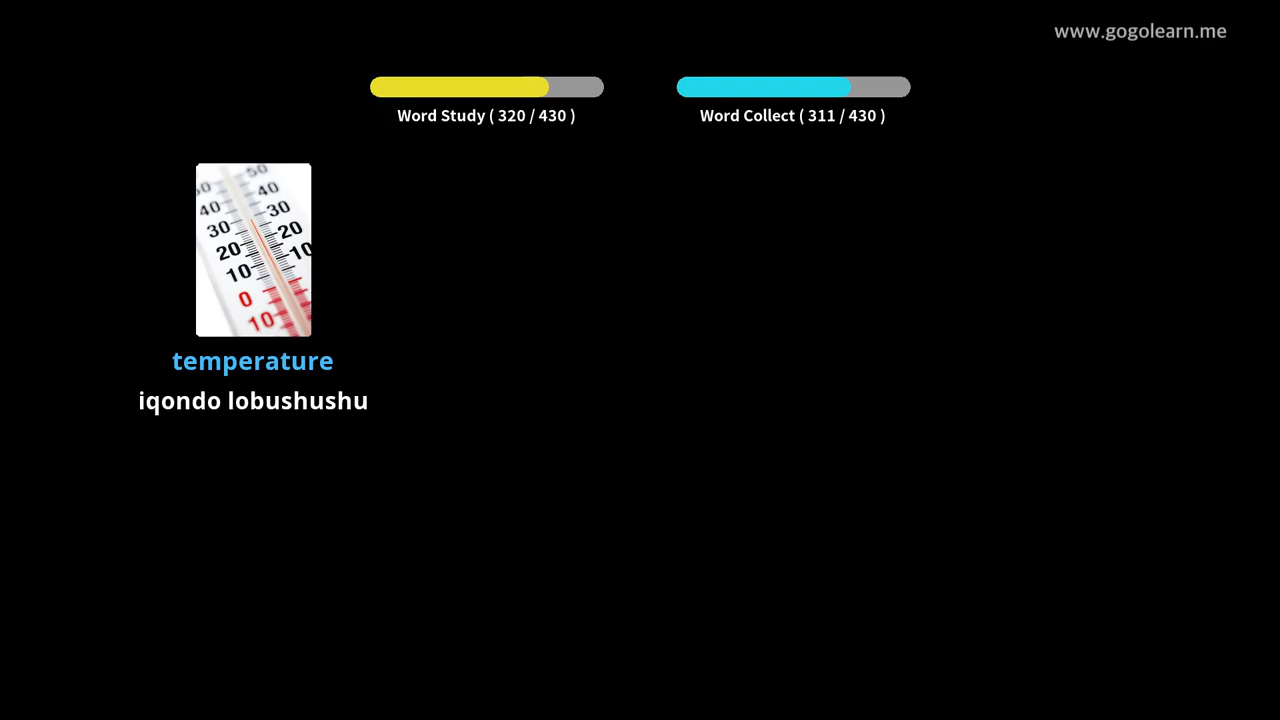 www.gogolearn.me
Word Study ( 320 / 430 )
Word Collect ( 311 / 430 )
50
50
40
40
30
30
20
20
10
10
0
10
temperature
iqondo lobushushu